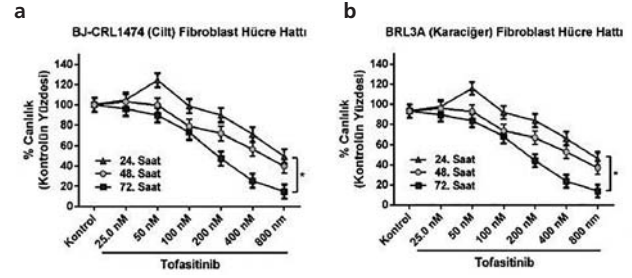 a
BJ-CRL1474 (Cilt) Fibroblast Hücre Hattı
% Canlılık
(Kontrolün Yüzdesi)
140
120
100
80
60
40
20
0
24. Saat
48. Saat
72. Saat
*
Kontrol
25.0 nM
50 nM
100 nM
200 nM
400 nM
800 nm
Tofasitinib
b
BRL3A (Karaciğer) Fibroblast Hücre Hattı
% Canlılık
(Kontrolün Yüzdesi)
140
120
100
80
60
40
20
0
24. Saat
48. Saat
72. Saat
*
Kontrol
25.0 nM
50 nM
100 nM
200 nM
400 nM
800 nM
Tofasitinib